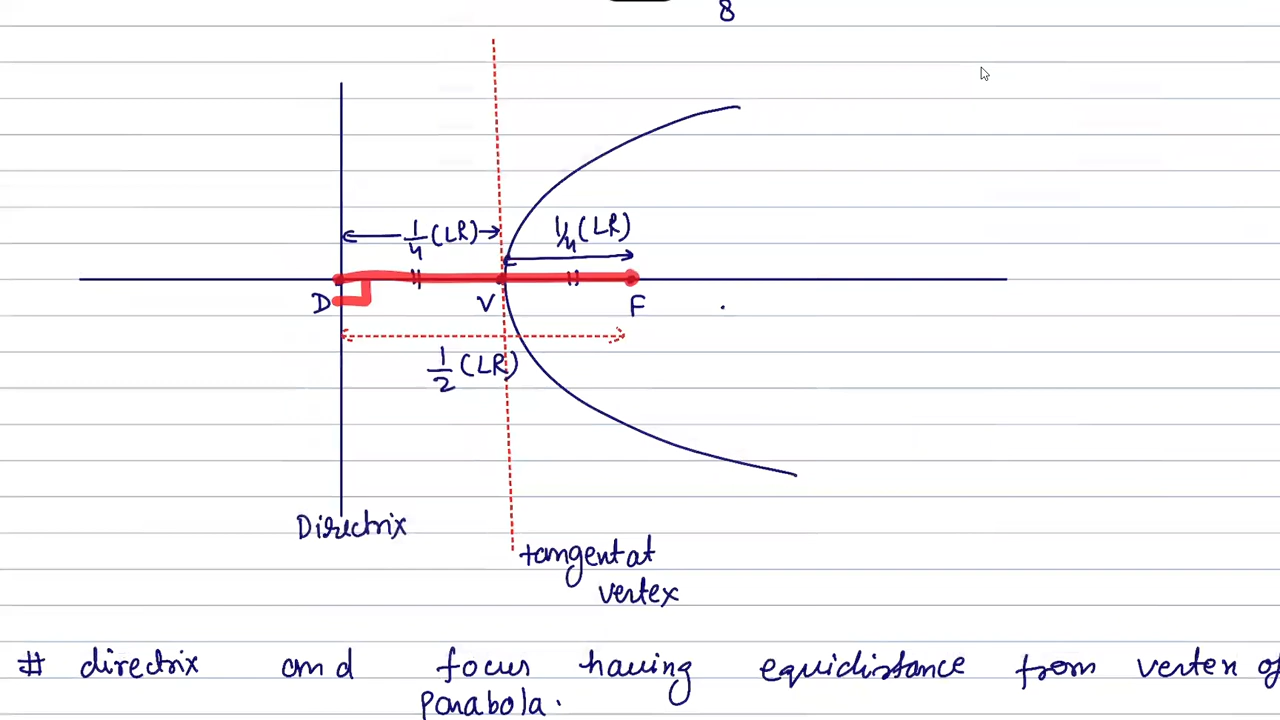 8
1/4 (LR)
1/4 (LR)
D
V
F
1/2 (LR)
Directrix
tangent at
vertex
# directrix and focus having equidistance from vertex of
parabola.